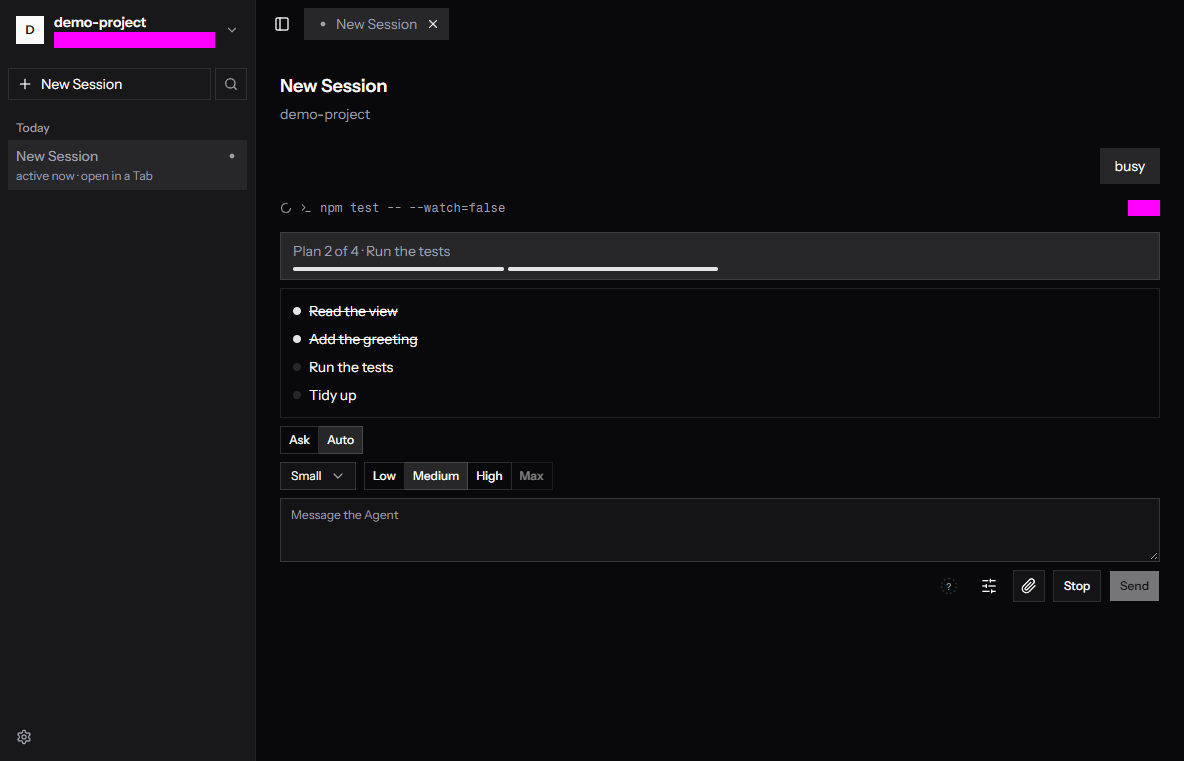 D
demo-project
New Session
New Session
Today
New Session
active now · open in a Tab
New Session
demo-project
busy
npm test -- --watch=false
Plan 2 of 4 · Run the tests
Read the view
Add the greeting
Run the tests
Tidy up
Ask Auto
Small Low Medium High Max
Message the Agent
? Stop Send